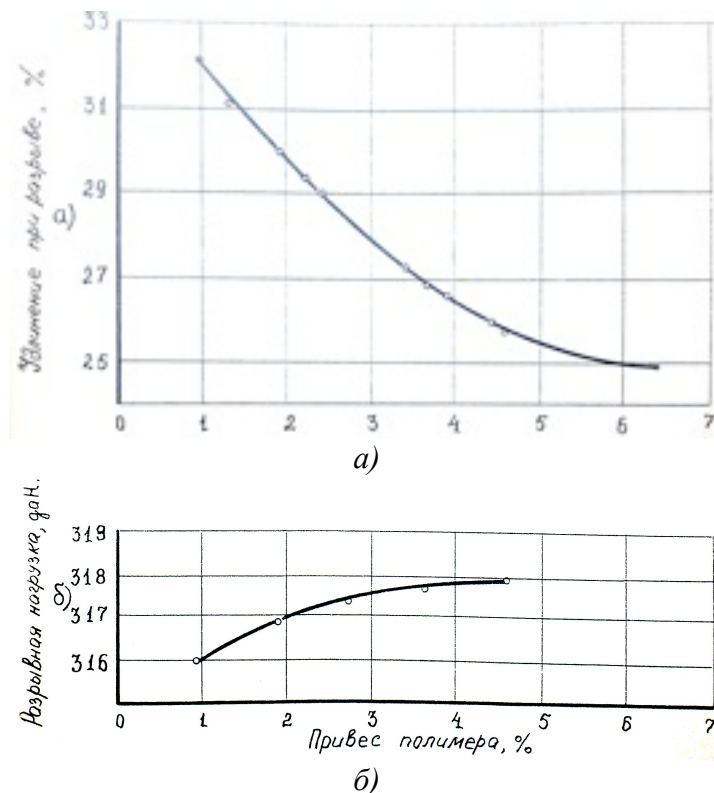 33
31
29
27
25
Удлинение при разрыве, %
а)
0 1 2 3 4 5 6 7
а)
319
318
317
316
Разрывная нагрузка, даН.
б)
0 1 2 3 4 5 6 7
Привес полимера, %
б)